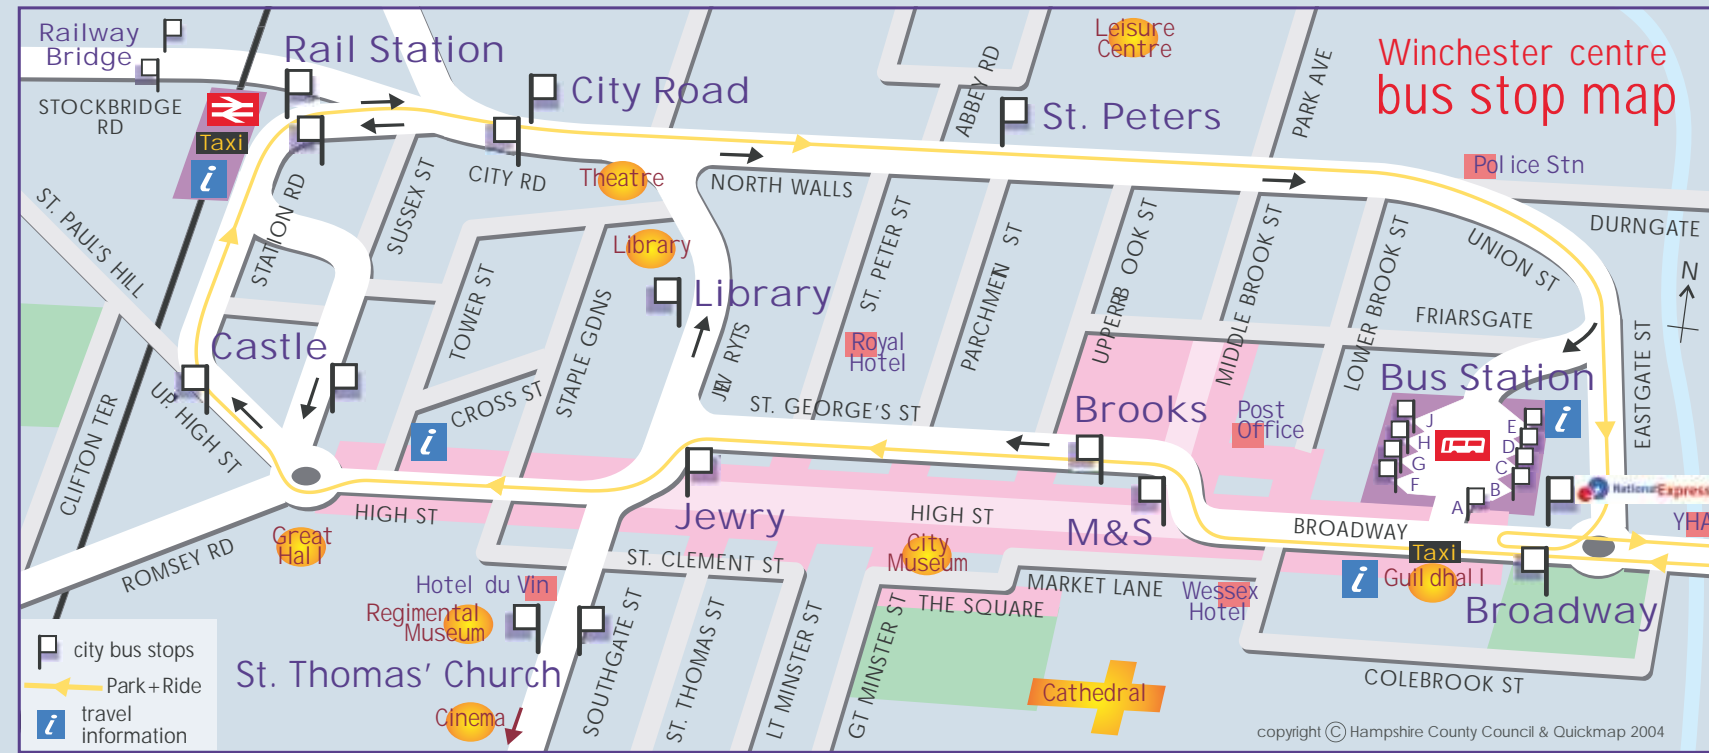 Winchester centre
bus stop map
Railway
Bridge
Rail Station
City Road
St. Peters
Leisure
Centre
STOCKBRIDGE
RD
Taxi
i
ABBEY RD
PARK AVE
Police Stn
DURNGATE
N
ST. PAUL'S HILL
STATION RD
SUSSEX ST
CITY RD
Theatre
NORTH WALLS
ST. PETER ST
PARCHMEN ST
UPPER B OOK ST
MIDDLE BROOK ST
LOWER BROOK ST
UNION ST
FRIARSGATE
EASTGATE ST
Library
Library
TOWER ST
STAPLE GDNS
Royal
Hotel
Castle
CLIFTON TER
UP. HIGH ST
CROSS ST
i
ST. GEORGE'S ST
Brooks
Post
Office
Bus Station
i
J
H
G
F
E
D
C
B
A
National Express
YHA
Jewry
M&S
HIGH ST
HIGH ST
BROADWAY
Taxi
i
Guildhall
Broadway
Great
Hall
ROMSEY RD
City
Museum
ST. CLEMENT ST
MARKET LANE
Wessex
Hotel
THE SQUARE
Hotel du Vin
Regimental
Museum
St. Thomas' Church
Cinema
SOUTHGATE ST
ST. THOMAS ST
LT MINSTER ST
GT MINSTER ST
Cathedral
COLEBROOK ST
city bus stops
Park+Ride
i
travel
information
copyright © Hampshire County Council & Quickmap 2004